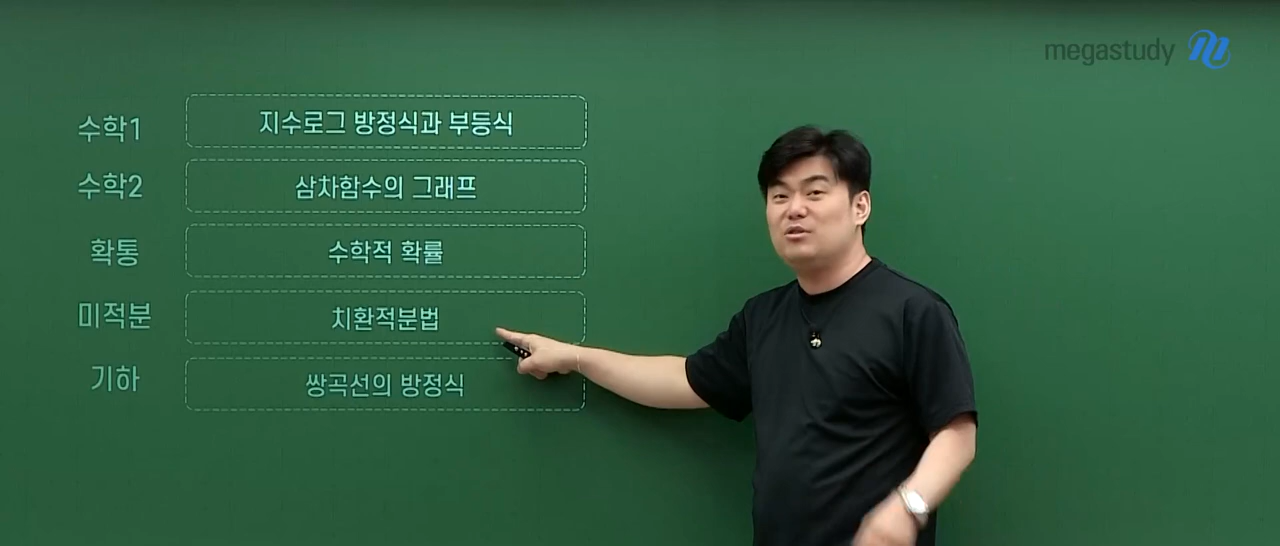 megastudy
수학1 지수로그 방정식과 부등식
수학2 삼차함수의 그래프
확통 수학적 확률
미적분 치환적분법
기하 쌍곡선의 방정식